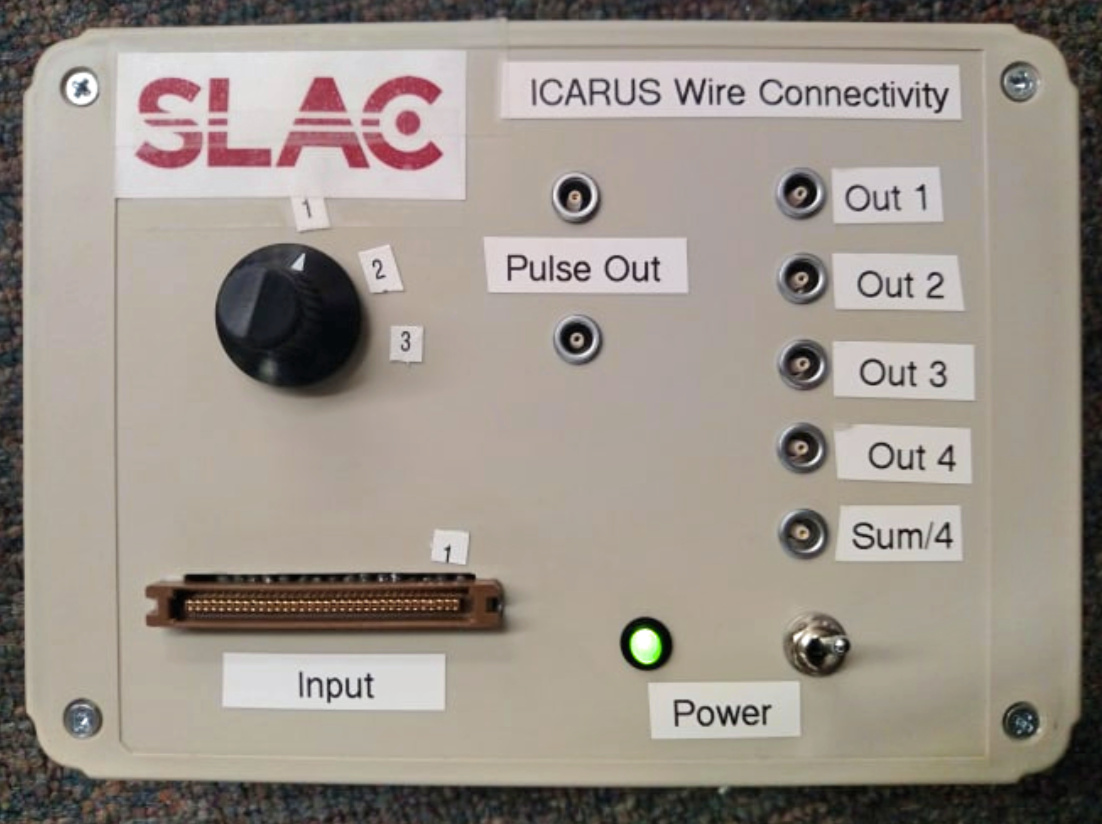 SLAC
ICARUS Wire Connectivity
1
2
3
Pulse Out
Out 1
Out 2
Out 3
Out 4
Sum/4
1
Input
Power